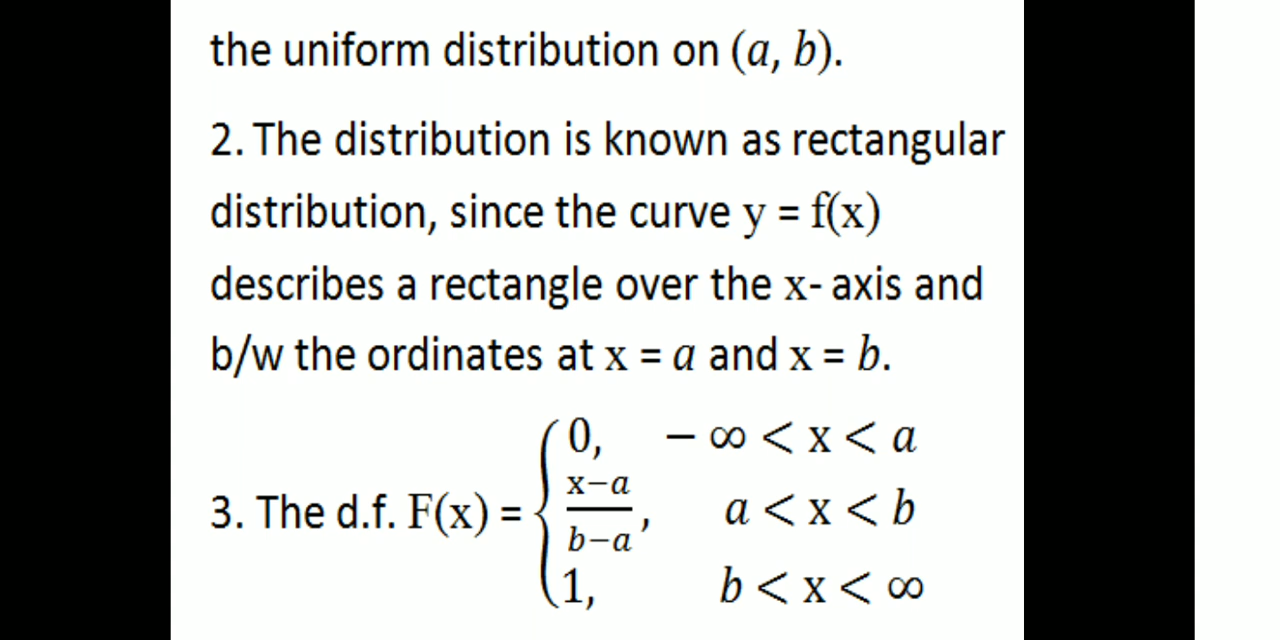 the uniform distribution on (a, b).
2. The distribution is known as rectangular
distribution, since the curve y = f(x)
describes a rectangle over the x- axis and
b/w the ordinates at x = a and x = b.
3. The d.f. F(x) = { 0, − ∞ < x < a
x−a / b−a, a < x < b
1, b < x < ∞